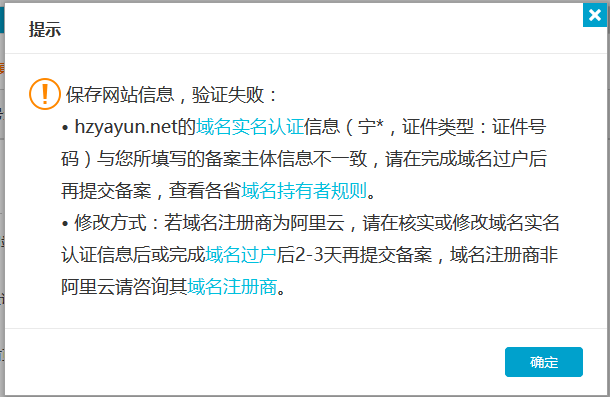 提示
保存网站信息，验证失败：
• hzyayun.net的域名实名认证信息（宁*，证件类型：证件号
码）与您所填写的备案主体信息不一致，请在完成域名过户后
再提交备案，查看各省域名持有者规则。
• 修改方式：若域名注册商为阿里云，请在核实或修改域名实名
认证信息后或完成域名过户后2-3天再提交备案，域名注册商非
阿里云请咨询其域名注册商。
确定